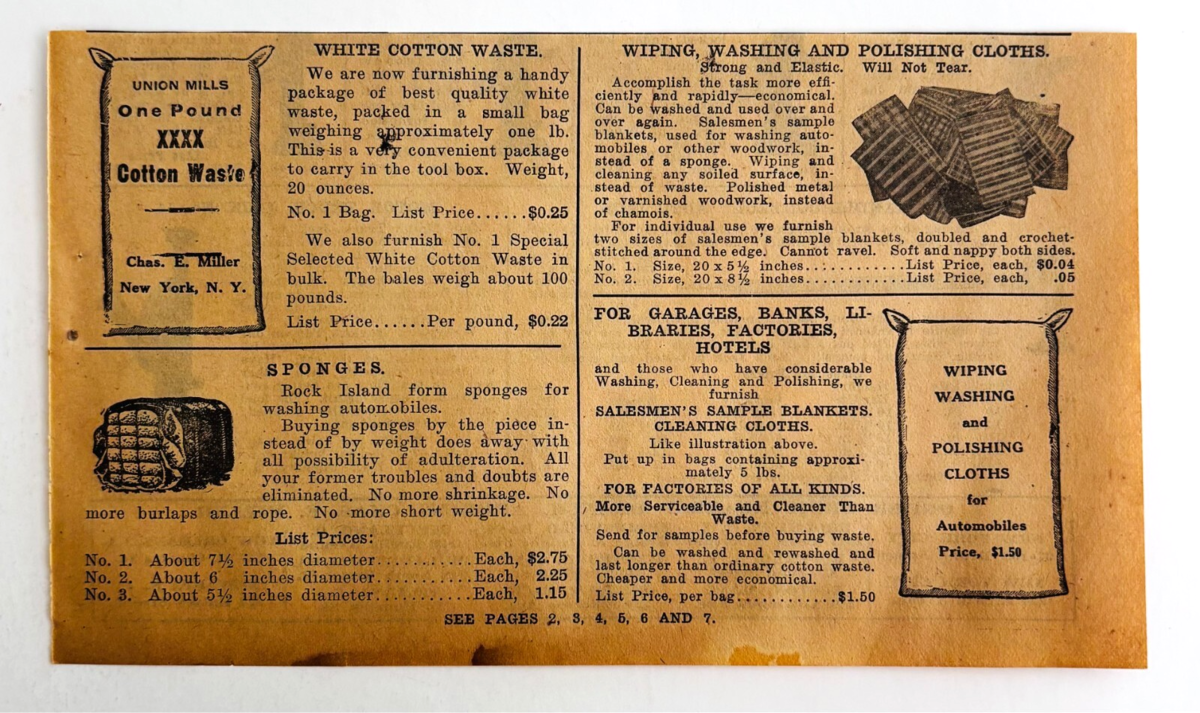 UNION MILLS
One Pound
XXXX
Cotton Waste
Chas. E. Miller
New York, N. Y.
WHITE COTTON WASTE.
We are now furnishing a handy
package of best quality white
waste, packed in a small bag
weighing approximately one lb.
This is a very convenient package
to carry in the tool box. Weight,
20 ounces.
No. 1 Bag. List Price......$0.25
We also furnish No. 1 Special
Selected White Cotton Waste in
bulk. The bales weigh about 100
pounds.
List Price......Per pound, $0.22
SPONGES.
Rock Island form sponges for
washing automobiles.
Buying sponges by the piece in-
stead of by weight does away with
all possibility of adulteration. All
your former troubles and doubts are
eliminated. No more shrinkage. No
more burlaps and rope. No more short weight.
List Prices:
No. 1. About 7½ inches diameter...........Each, $2.75
No. 2. About 6 inches diameter...........Each, 2.25
No. 3. About 5½ inches diameter...........Each, 1.15
WIPING, WASHING AND POLISHING CLOTHS.
Strong and Elastic. Will Not Tear.
Accomplish the task more effi-
ciently and rapidly—economical.
Can be washed and used over and
over again. Salesmen's sample
blankets, used for washing auto-
mobiles or other woodwork, in-
stead of a sponge. Wiping and
cleaning any soiled surface, in-
stead of waste. Polished metal
or varnished woodwork, instead
of chamois.
For individual use we furnish
two sizes of salesmen's sample blankets, doubled and crochet-
stitched around the edge. Cannot ravel. Soft and nappy both sides.
No. 1. Size, 20 x 5½ inches............List Price, each, $0.04
No. 2. Size, 20 x 8½ inches............List Price, each, .05
FOR GARAGES, BANKS, LI-
BRARIES, FACTORIES,
HOTELS
and those who have considerable
Washing, Cleaning and Polishing, we
furnish
SALESMEN'S SAMPLE BLANKETS.
CLEANING CLOTHS.
Like illustration above.
Put up in bags containing approxi-
mately 5 lbs.
FOR FACTORIES OF ALL KINDS.
More Serviceable and Cleaner Than
Waste.
Send for samples before buying waste.
Can be washed and rewashed and
last longer than ordinary cotton waste.
Cheaper and more economical.
List Price, per bag............$1.50
WIPING
WASHING
and
POLISHING
CLOTHS
for
Automobiles
Price, $1.50
SEE PAGES 2, 3, 4, 5, 6 AND 7.